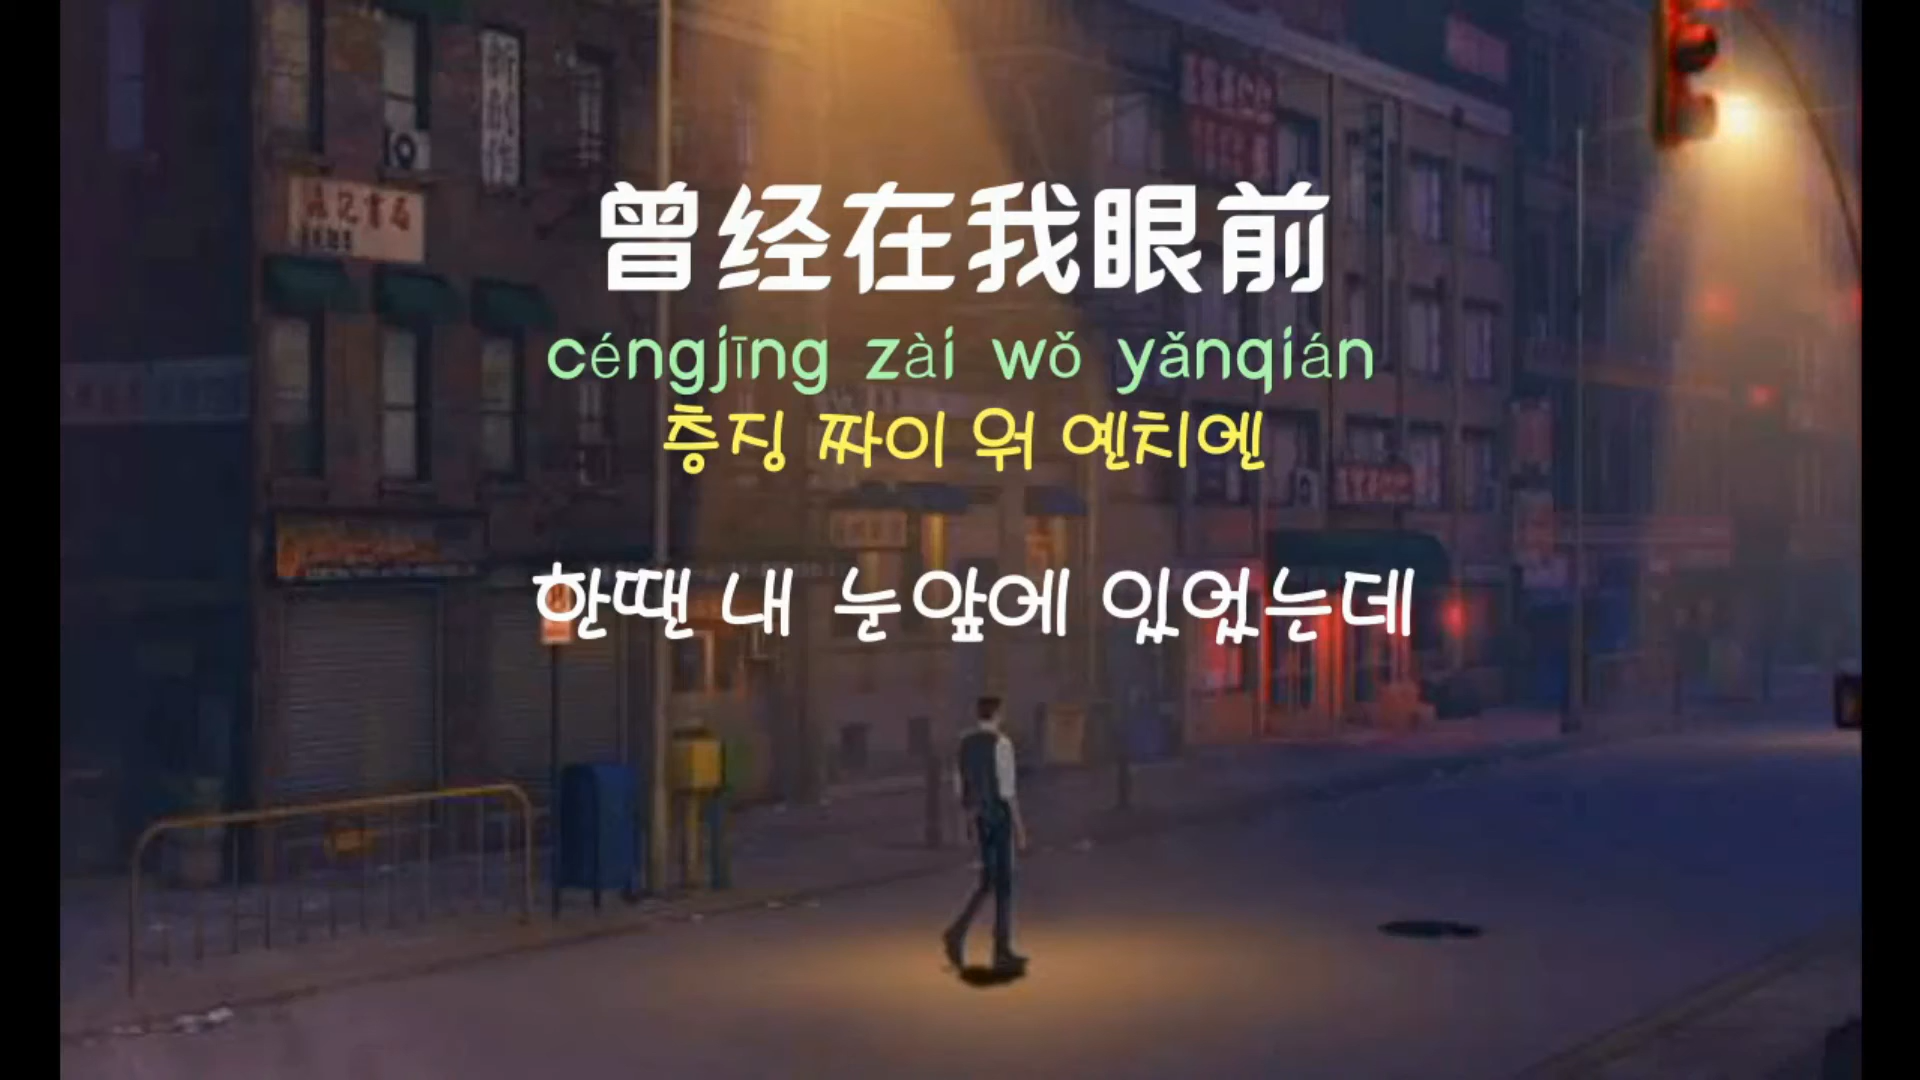 曾经在我眼前
céngjīng zài wǒ yǎnqián
층징 짜이 워 옌치엔
한땐 내 눈앞에 있었는데